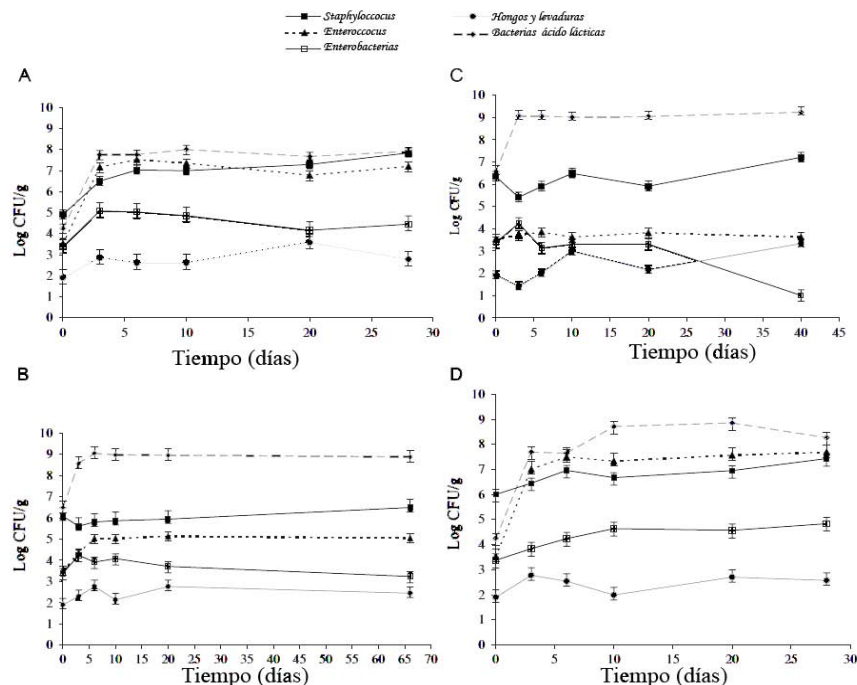 Staphyloccocus
Enteroccocus
Enterobacterias
Hongos y levaduras
Bacterias ácido lácticas
A
Log CFU/g
10
9
8
7
6
5
4
3
2
1
0
0 5 10 15 20 25 30
Tiempo (días)
C
Log CFU/g
10
9
8
7
6
5
4
3
2
1
0
0 5 10 15 20 25 30 35 40 45
Tiempo (días)
B
Log CFU/g
10
9
8
7
6
5
4
3
2
1
0
0 5 10 15 20 25 30 35 40 45 50 55 60 65 70
Tiempo (días)
D
Log CFU/g
10
9
8
7
6
5
4
3
2
1
0
0 10 20 30
Tiempo (días)